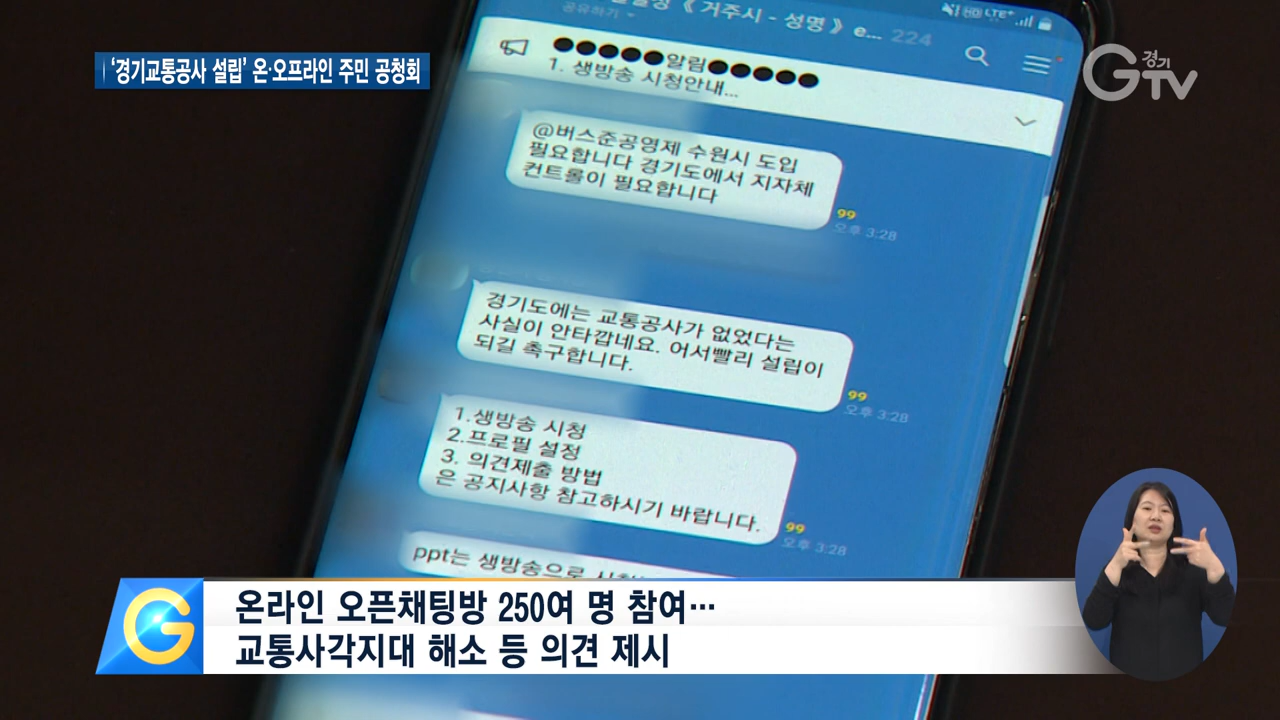 '경기교통공사 설립' 온·오프라인 주민 공청회
경기
GTV
《 거주시 - 성명 》 e... 224
공유하기
●●●●●알림●●●●●
1. 생방송 시청안내...
@버스준공영제 수원시 도입
필요합니다 경기도에서 지자체
컨트롤이 필요합니다
99
오후 3:28
경기도에는 교통공사가 없었다는
사실이 안타깝네요. 어서빨리 설립이
되길 촉구합니다.
99
오후 3:28
1.생방송 시청
2.프로필 설정
3. 의견제출 방법
은 공지사항 참고하시기 바랍니다.
99
오후 3:28
ppt는 생방송으로
G
온라인 오픈채팅방 250여 명 참여…
교통사각지대 해소 등 의견 제시